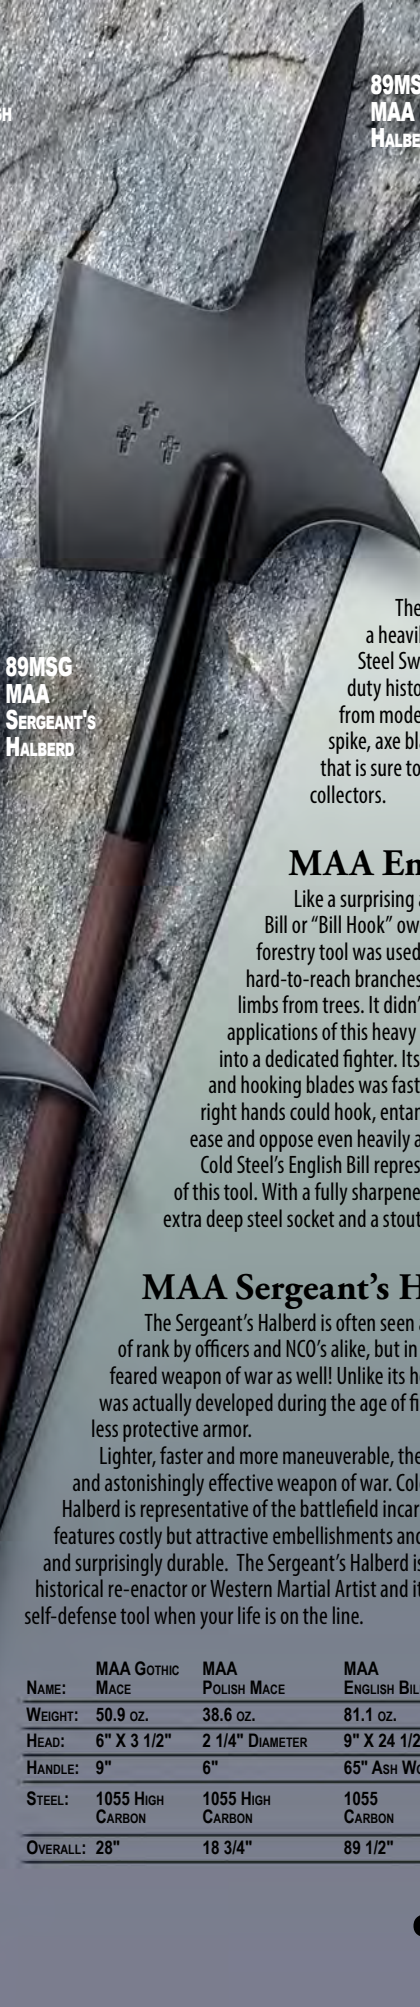 89MS
MAA
HALBE
89MSG
MAA
SERGEANT'S
HALBERD
The
a heavil
Steel Sw
duty histo
from mode
spike, axe bl
that is sure to
collectors.
MAA En
Like a surprising a
Bill or “Bill Hook” ow
forestry tool was used
hard-to-reach branches
limbs from trees. It didn’
applications of this heavy
into a dedicated fighter. Its
and hooking blades was fast
right hands could hook, entan
ease and oppose even heavily a
Cold Steel’s English Bill repres
of this tool. With a fully sharpene
extra deep steel socket and a stout
MAA Sergeant’s H
The Sergeant’s Halberd is often seen a
of rank by officers and NCO’s alike, but in
feared weapon of war as well! Unlike its h
was actually developed during the age of fi
less protective armor.
Lighter, faster and more maneuverable, the
and astonishingly effective weapon of war. Col
Halberd is representative of the battlefield incar
features costly but attractive embellishments and
and surprisingly durable. The Sergeant’s Halberd is
historical re-enactor or Western Martial Artist and it
self-defense tool when your life is on the line.
MAA GOTHIC MAA MAA
NAME: MACE POLISH MACE ENGLISH BIL
WEIGHT: 50.9 OZ. 38.6 OZ. 81.1 OZ.
HEAD: 6" X 3 1/2" 2 1/4" DIAMETER 9" X 24 1/2
HANDLE: 9" 6" 65" ASH WO
STEEL: 1055 HIGH 1055 HIGH 1055
CARBON CARBON CARBON
OVERALL: 28" 18 3/4" 89 1/2"